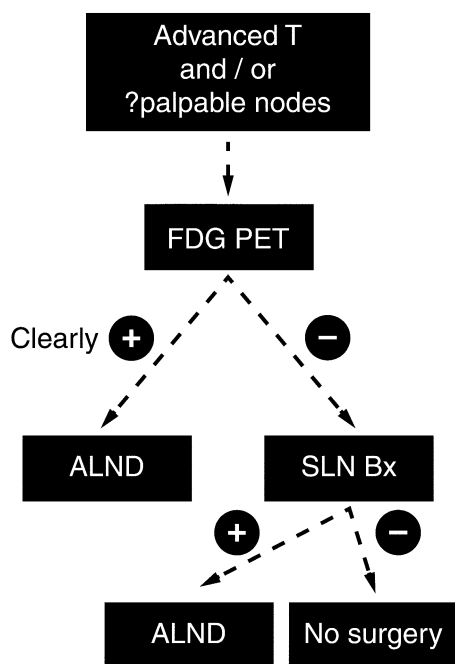 Advanced T
and / or
?palpable nodes
FDG PET
Clearly + −
ALND SLN Bx
+ −
ALND No surgery